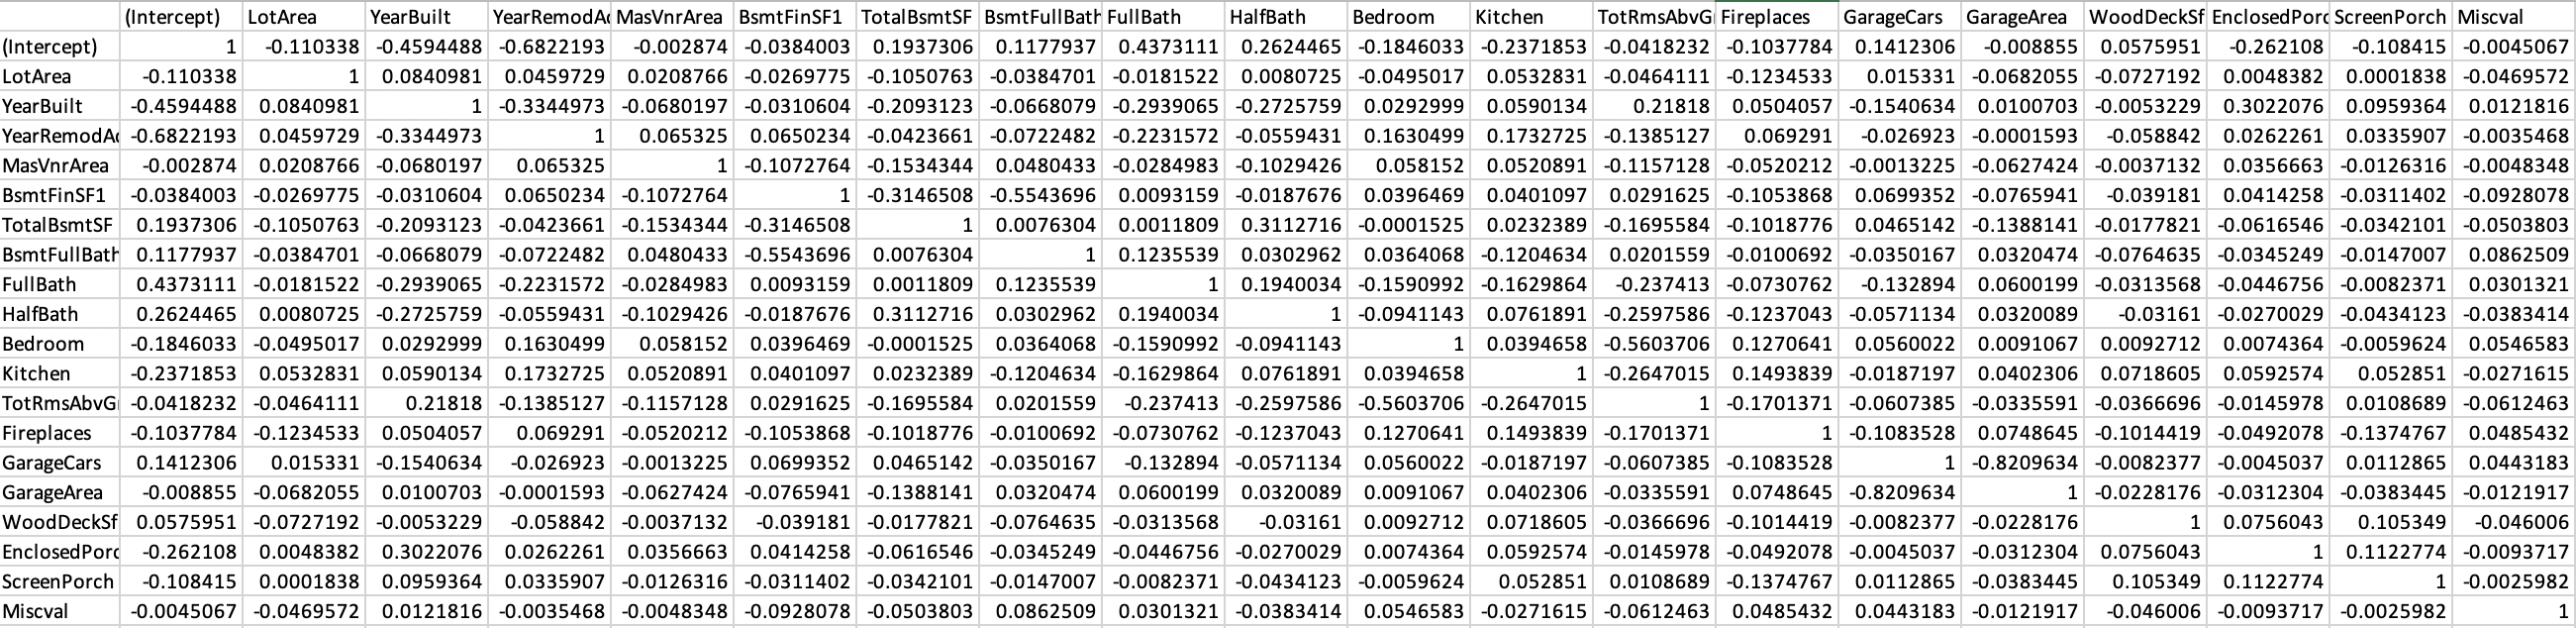 (Intercept) LotArea YearBuilt YearRemodAd MasVnrArea BsmtFinSF1 TotalBsmtSF BsmtFullBath FullBath HalfBath Bedroom Kitchen TotRmsAbvG Fireplaces GarageCars GarageArea WoodDeckSf EnclosedPorc ScreenPorch Miscval
(Intercept) 1 -0.110338 -0.4594488 -0.6822193 -0.002874 -0.0384003 0.1937306 0.1177937 0.4373111 0.2624465 -0.1846033 -0.2371853 -0.0418232 -0.1037784 0.1412306 -0.008855 0.0575951 -0.262108 -0.108415 -0.0045067
LotArea -0.110338 1 0.0840981 0.0459729 0.0208766 -0.0269775 -0.1050763 -0.0384701 -0.0181522 0.0080725 -0.0495017 0.0532831 -0.0464111 -0.1234533 0.015331 -0.0682055 -0.0727192 0.0048382 0.0001838 -0.0469572
YearBuilt -0.4594488 0.0840981 1 -0.3344973 -0.0680197 -0.0310604 -0.2093123 -0.0668079 -0.2939065 -0.2725759 0.0292999 0.0590134 0.21818 0.0504057 -0.1540634 0.0100703 -0.0053229 0.3022076 0.0959364 0.0121816
YearRemodAd -0.6822193 0.0459729 -0.3344973 1 0.065325 0.0650234 -0.0423661 -0.0722482 -0.2231572 -0.0559431 0.1630499 0.1732725 -0.1385127 0.069291 -0.026923 -0.0001593 -0.058842 0.0262261 0.0335907 -0.0035468
MasVnrArea -0.002874 0.0208766 -0.0680197 0.065325 1 -0.1072764 -0.1534344 0.0480433 -0.0284983 -0.1029426 0.058152 0.0520891 -0.1157128 -0.0520212 -0.0013225 -0.0627424 -0.0037132 0.0356663 -0.0126316 -0.0048348
BsmtFinSF1 -0.0384003 -0.0269775 -0.0310604 0.0650234 -0.1072764 1 -0.3146508 -0.5543696 0.0093159 -0.0187676 0.0396469 0.0401097 0.0291625 -0.1053868 0.0699352 -0.0765941 -0.039181 0.0414258 -0.0311402 -0.0928078
TotalBsmtSF 0.1937306 -0.1050763 -0.2093123 -0.0423661 -0.1534344 -0.3146508 1 0.0076304 0.0011809 0.3112716 -0.0001525 0.0232389 -0.1695584 -0.1018776 0.0465142 -0.1388141 -0.0177821 -0.0616546 -0.0342101 -0.0503803
BsmtFullBath 0.1177937 -0.0384701 -0.0668079 -0.0722482 0.0480433 -0.5543696 0.0076304 1 0.1235539 0.0302962 0.0364068 -0.1204634 0.0201559 -0.0100692 -0.0350167 0.0320474 -0.0764635 -0.0345249 -0.0147007 0.0862509
FullBath 0.4373111 -0.0181522 -0.2939065 -0.2231572 -0.0284983 0.0093159 0.0011809 0.1235539 1 0.1940034 -0.1590992 -0.1629864 -0.237413 -0.0730762 -0.132894 0.0600199 -0.0313568 -0.0446756 -0.0082371 0.0301321
HalfBath 0.2624465 0.0080725 -0.2725759 -0.0559431 -0.1029426 -0.0187676 0.3112716 0.0302962 0.1940034 1 -0.0941143 0.0761891 -0.2597586 -0.1237043 -0.0571134 0.0320089 -0.03161 -0.0270029 -0.0434123 -0.0383414
Bedroom -0.1846033 -0.0495017 0.0292999 0.1630499 0.058152 0.0396469 -0.0001525 0.0364068 -0.1590992 -0.0941143 1 0.0394658 -0.5603706 0.1270641 0.0560022 0.0091067 0.0092712 0.0074364 -0.0059624 0.0546583
Kitchen -0.2371853 0.0532831 0.0590134 0.1732725 0.0520891 0.0401097 0.0232389 -0.1204634 -0.1629864 0.0761891 0.0394658 1 -0.2647015 0.1493839 -0.0187197 0.0402306 0.0718605 0.0592574 0.052851 -0.0271615
TotRmsAbvG -0.0418232 -0.0464111 0.21818 -0.1385127 -0.1157128 0.0291625 -0.1695584 0.0201559 -0.237413 -0.2597586 -0.5603706 -0.2647015 1 -0.1701371 -0.0607385 -0.0335591 -0.0366696 -0.0145978 0.0108689 -0.0612463
Fireplaces -0.1037784 -0.1234533 0.0504057 0.069291 -0.0520212 -0.1053868 -0.1018776 -0.0100692 -0.0730762 -0.1237043 0.1270641 0.1493839 -0.1701371 1 -0.1083528 0.0748645 -0.1014419 -0.0492078 -0.1374767 0.0485432
GarageCars 0.1412306 0.015331 -0.1540634 -0.026923 -0.0013225 0.0699352 0.0465142 -0.0350167 -0.132894 -0.0571134 0.0560022 -0.0187197 -0.0607385 -0.1083528 1 -0.8209634 -0.0082377 -0.0045037 0.0112865 0.0443183
GarageArea -0.008855 -0.0682055 0.0100703 -0.0001593 -0.0627424 -0.0765941 -0.1388141 0.0320474 0.0600199 0.0320089 0.0091067 0.0402306 -0.0335591 0.0748645 -0.8209634 1 -0.0228176 -0.0312304 -0.0383445 -0.0121917
WoodDeckSf 0.0575951 -0.0727192 -0.0053229 -0.058842 -0.0037132 -0.039181 -0.0177821 -0.0764635 -0.0313568 -0.03161 0.0092712 0.0718605 -0.0366696 -0.1014419 -0.0082377 -0.0228176 1 0.0756043 0.105349 -0.046006
EnclosedPorc -0.262108 0.0048382 0.3022076 0.0262261 0.0356663 0.0414258 -0.0616546 -0.0345249 -0.0446756 -0.0270029 0.0074364 0.0592574 -0.0145978 -0.0492078 -0.0045037 -0.0312304 0.0756043 1 0.1122774 -0.0093717
ScreenPorch -0.108415 0.0001838 0.0959364 0.0335907 -0.0126316 -0.0311402 -0.0342101 -0.0147007 -0.0082371 -0.0434123 -0.0059624 0.052851 0.0108689 -0.1374767 0.0112865 -0.0383445 0.105349 0.1122774 1 -0.0025982
Miscval -0.0045067 -0.0469572 0.0121816 -0.0035468 -0.0048348 -0.0928078 -0.0503803 0.0862509 0.0301321 -0.0383414 0.0546583 -0.0271615 -0.0612463 0.0485432 0.0443183 -0.0121917 -0.046006 -0.0093717 -0.0025982 1